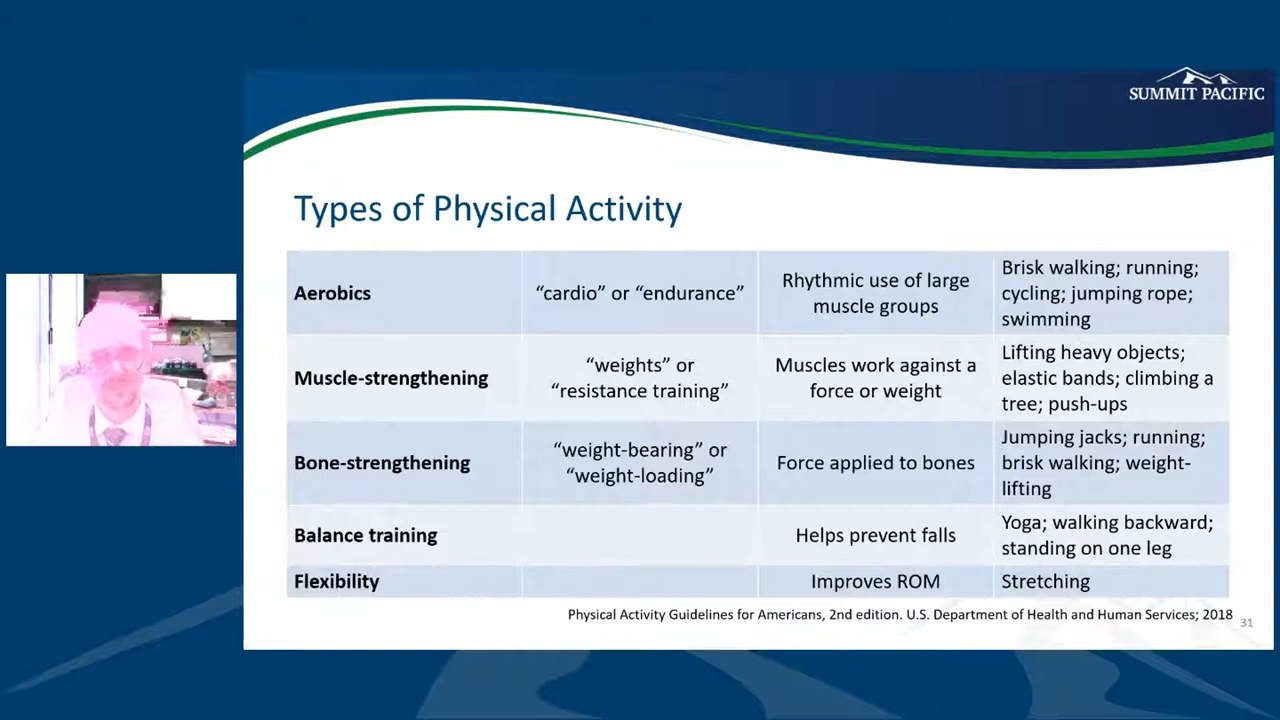 SUMMIT PACIFIC
Types of Physical Activity
Aerobics
“cardio” or “endurance”
Rhythmic use of large
muscle groups
Brisk walking; running;
cycling; jumping rope;
swimming
Muscle-strengthening
“weights” or
“resistance training”
Muscles work against a
force or weight
Lifting heavy objects;
elastic bands; climbing a
tree; push-ups
Bone-strengthening
“weight-bearing” or
“weight-loading”
Force applied to bones
Jumping jacks; running;
brisk walking; weight-
lifting
Balance training
Helps prevent falls
Yoga; walking backward;
standing on one leg
Flexibility
Improves ROM
Stretching
Physical Activity Guidelines for Americans, 2nd edition. U.S. Department of Health and Human Services; 2018
31